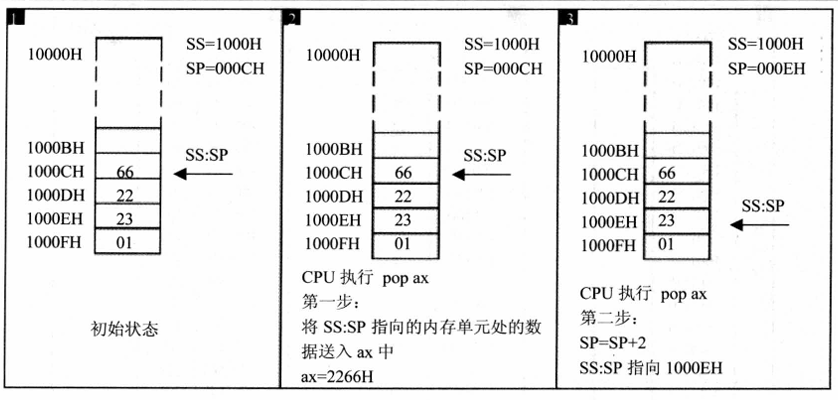 1
10000H
SS=1000H
SP=000CH
1000BH
1000CH 66
SS:SP
1000DH 22
1000EH 23
1000FH 01
初始状态
2
10000H
SS=1000H
SP=000CH
1000BH
1000CH 66
SS:SP
1000DH 22
1000EH 23
1000FH 01
CPU 执行 pop ax
第一步：
将 SS:SP 指向的内存单元处的数
据送入 ax 中
ax=2266H
3
10000H
SS=1000H
SP=000EH
1000BH
1000CH 66
1000DH 22
1000EH 23
SS:SP
1000FH 01
CPU 执行 pop ax
第二步：
SP=SP+2
SS:SP 指向 1000EH